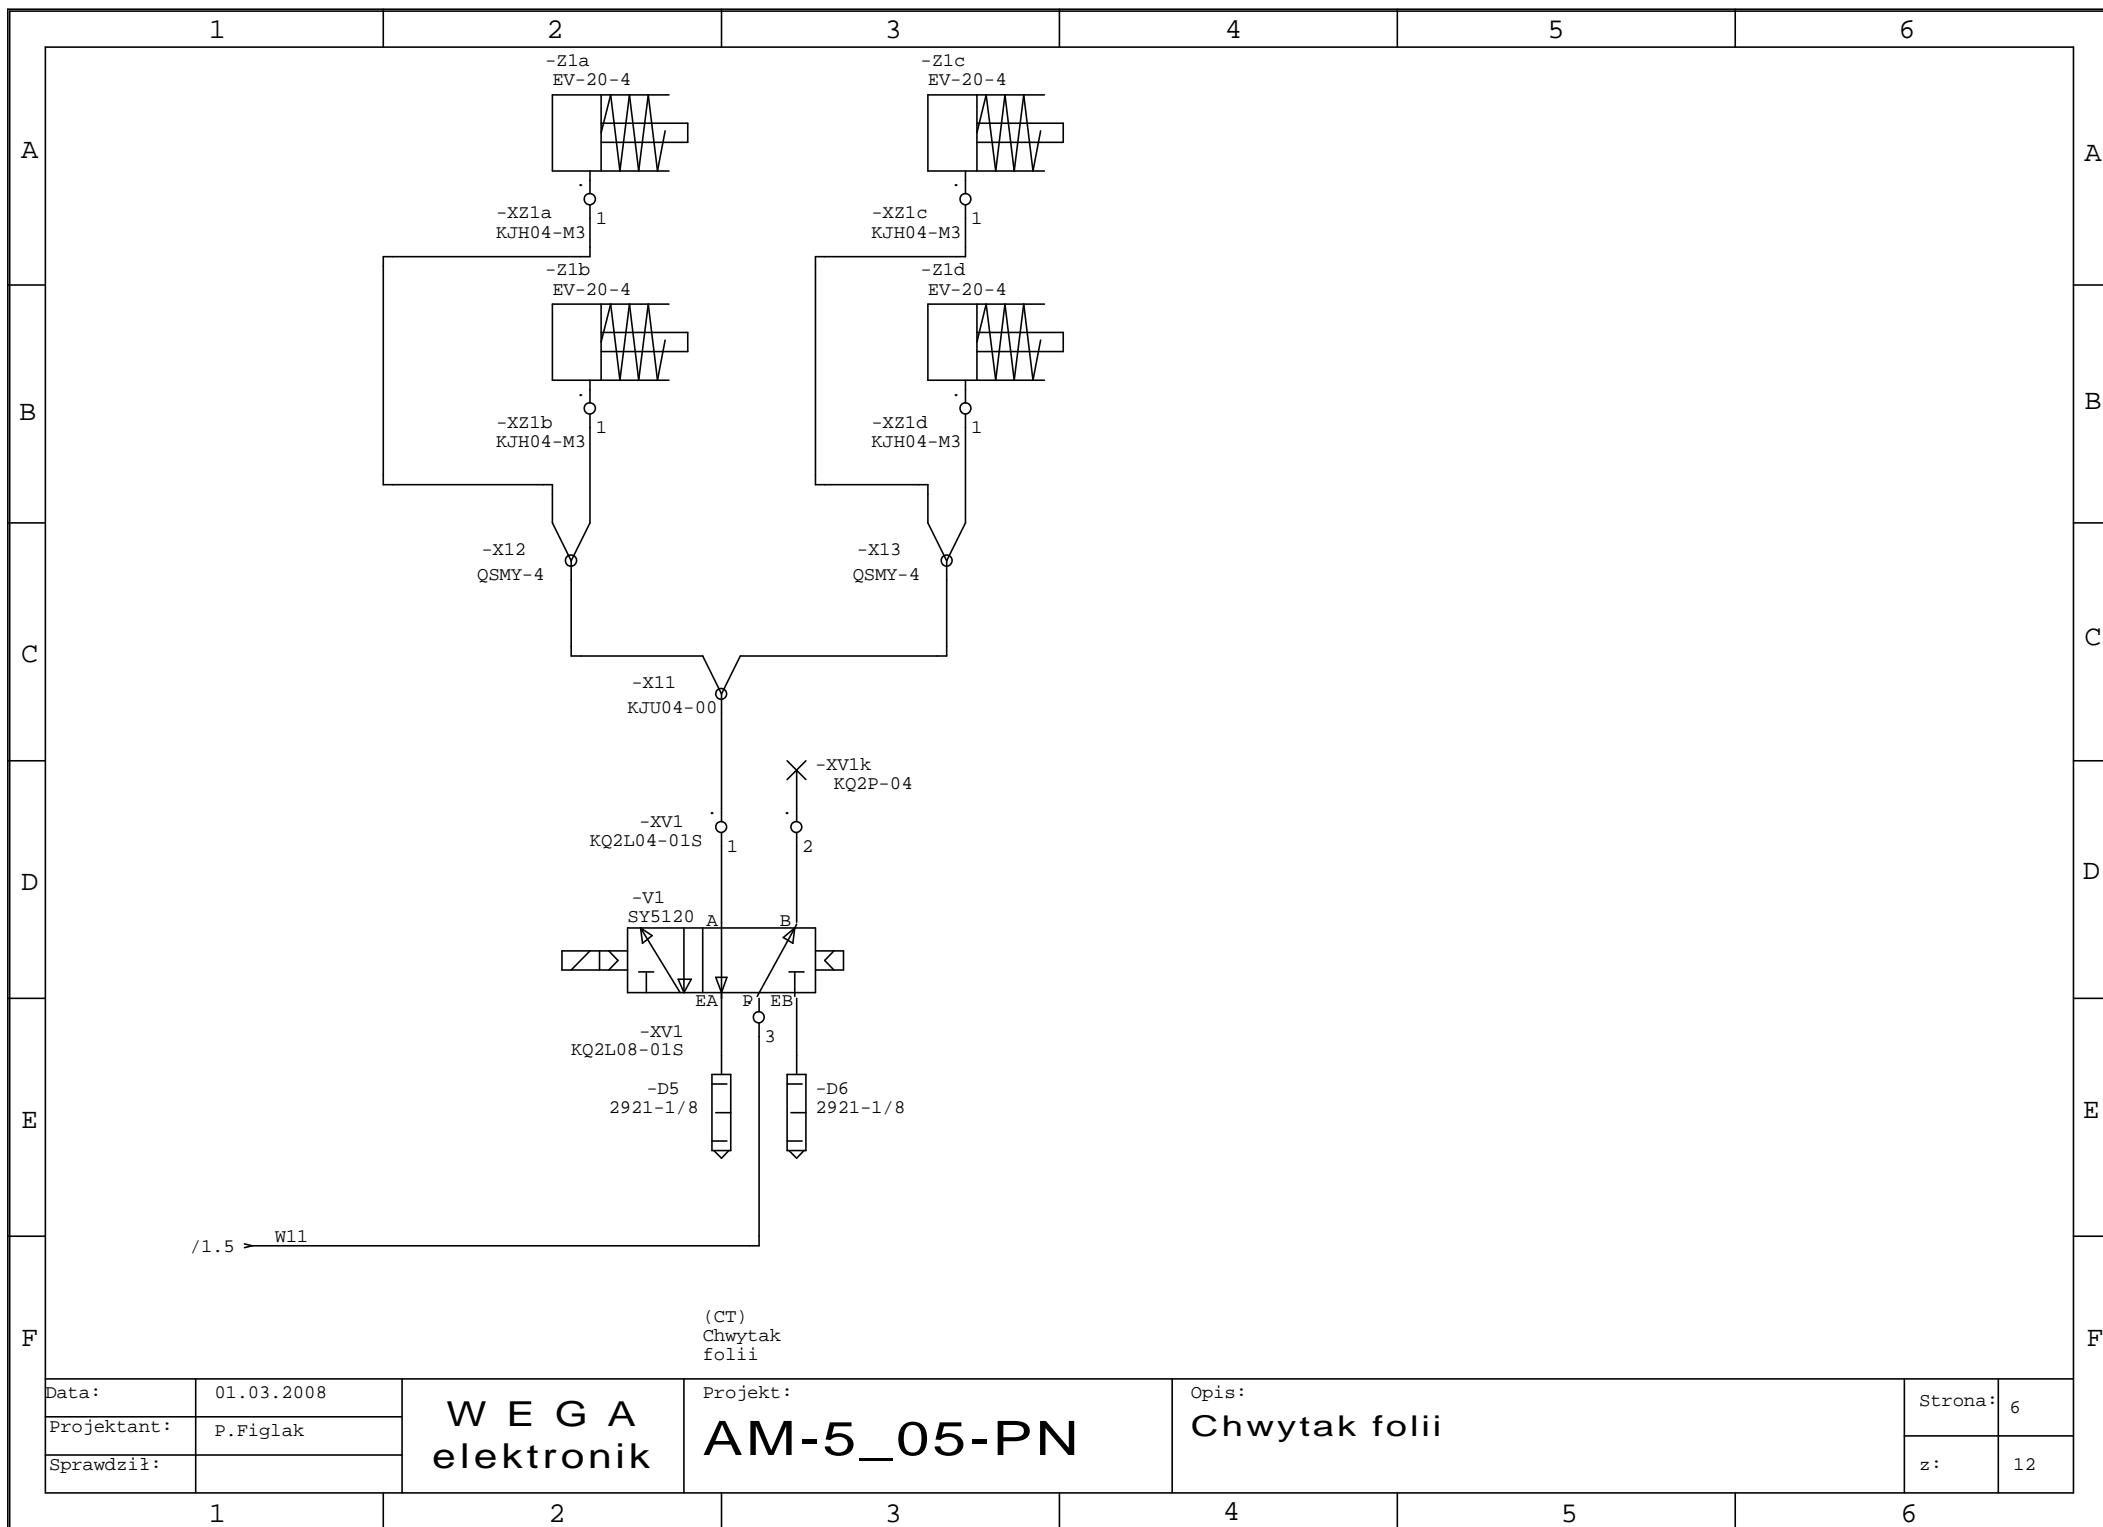 1 2 3 4 5 6
-Z1a
EV-20-4
-Z1c
EV-20-4
A A
-XZ1a
KJH04-M3
1
-XZ1c
KJH04-M3
1
-Z1b
EV-20-4
-Z1d
EV-20-4
B B
-XZ1b
KJH04-M3
1
-XZ1d
KJH04-M3
1
-X12
QSMY-4
-X13
QSMY-4
C C
-X11
KJU04-00
-XV1k
KQ2P-04
-XV1
KQ2L04-01S
1
2
D D
-V1
SY5120
A B
EA P EB
-XV1
KQ2L08-01S
3
-D5
2921-1/8
-D6
2921-1/8
E E
/1.5 W11
(CT)
Chwytak
folii
F F
Data: 01.03.2008
Projektant: P.Figlak
Sprawdził:
W E G A
elektronik
Projekt:
AM-5_05-PN
Opis:
Chwytak folii
Strona: 6
z: 12
1 2 3 4 5 6